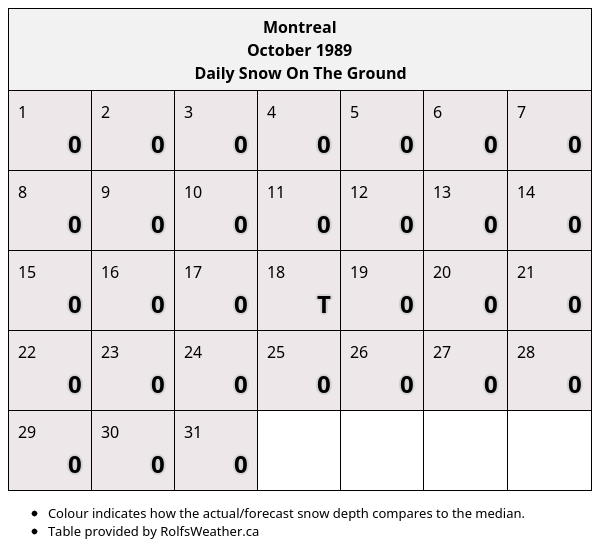 Montreal
October 1989
Daily Snow On The Ground
1 2 3 4 5 6 7
0 0 0 0 0 0 0
8 9 10 11 12 13 14
0 0 0 0 0 0 0
15 16 17 18 19 20 21
0 0 0 T 0 0 0
22 23 24 25 26 27 28
0 0 0 0 0 0 0
29 30 31
0 0 0
• Colour indicates how the actual/forecast snow depth compares to the median.
• Table provided by RolfsWeather.ca